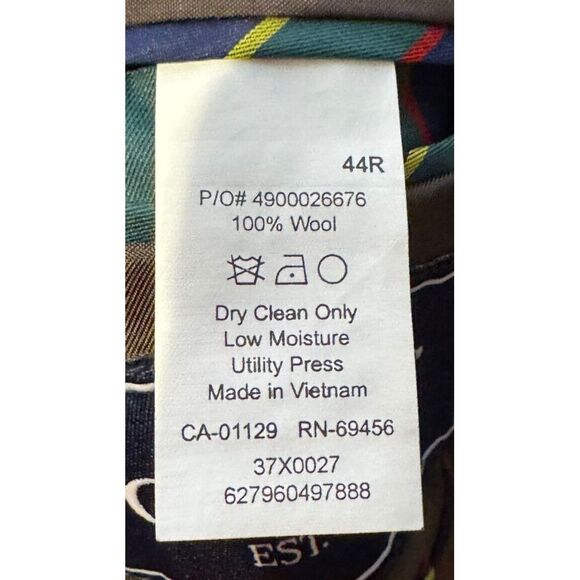 44R
P/O# 4900026676
100% Wool
Dry Clean Only
Low Moisture
Utility Press
Made in Vietnam
CA-01129 RN-69456
37X0027
627960497888
EST.